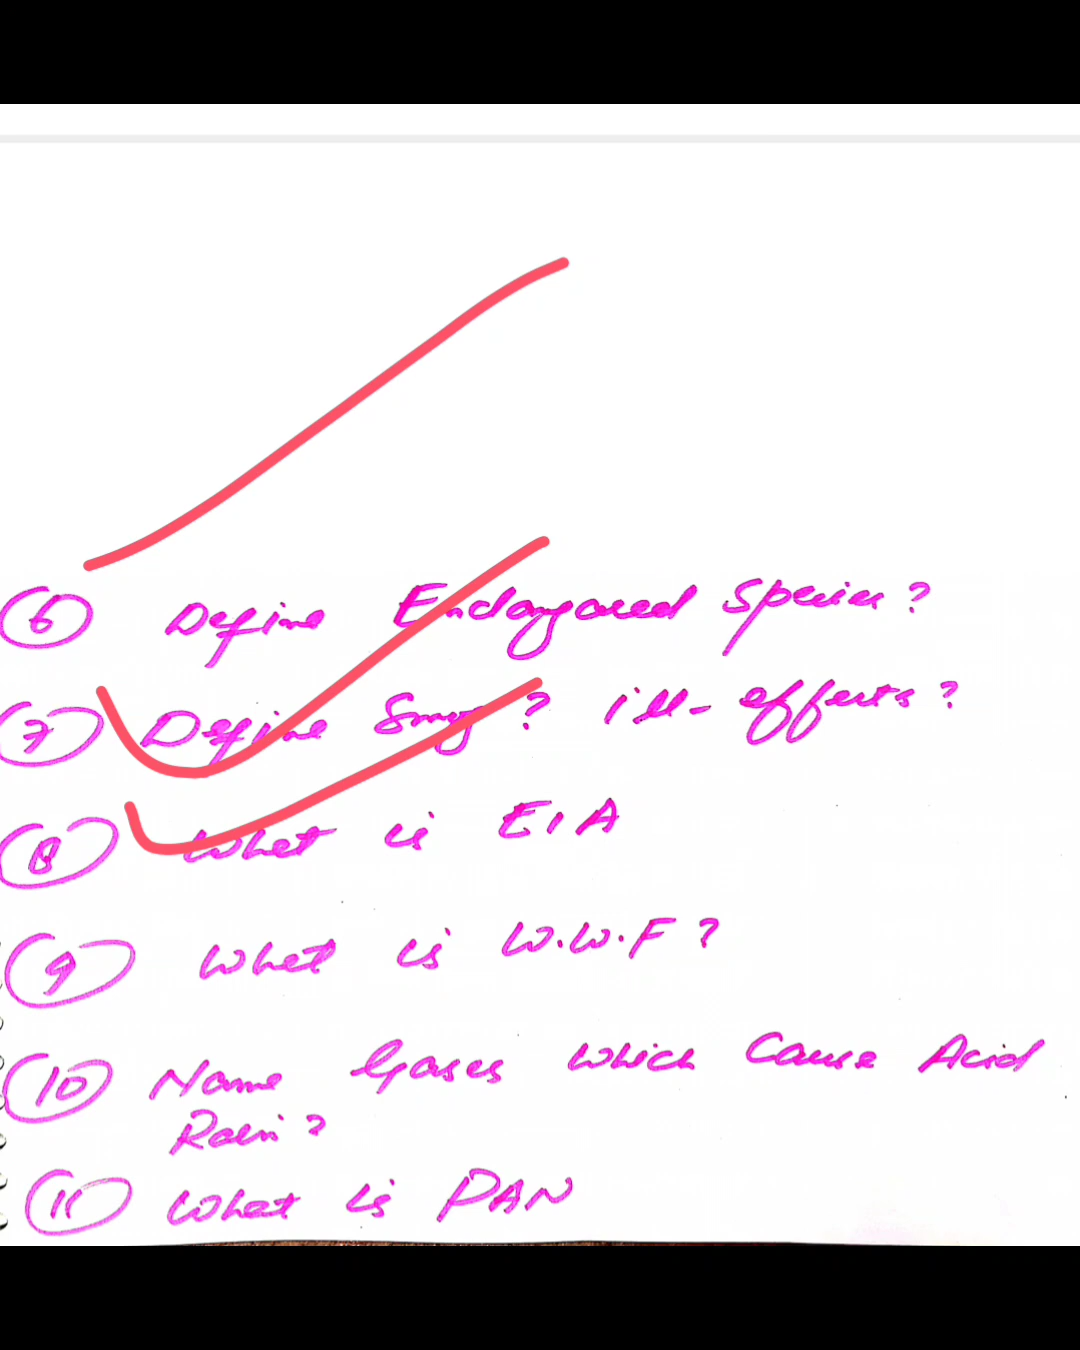 6 Define Endangared Species?
7 Define Smog? ill-effects?
8 What is EIA
9 What is W.W.F?
10 Name Gases which Cause Acid
Rain?
11 What is PAN